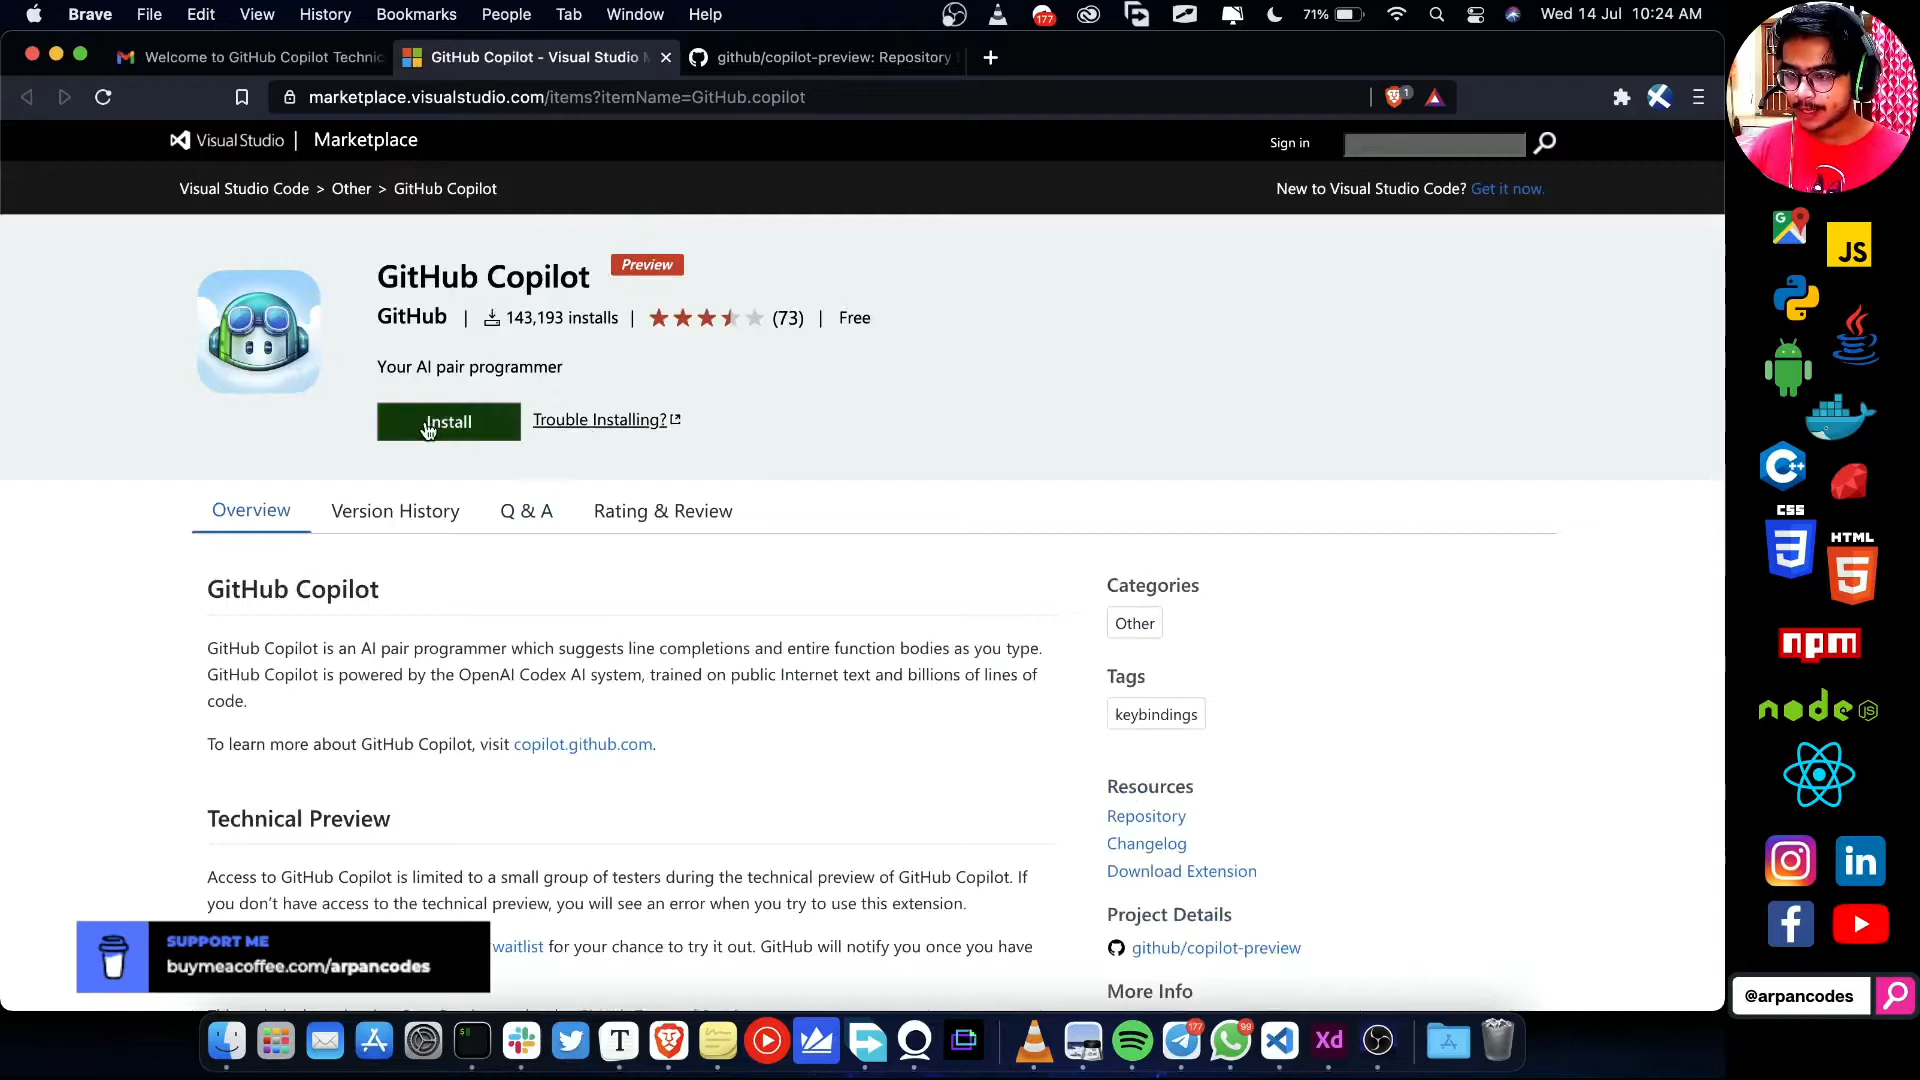 Brave File Edit View History Bookmarks People Tab Window Help 177 71% Wed 14 Jul 10:24 AM
Welcome to GitHub Copilot Technic GitHub Copilot - Visual Studio github/copilot-preview: Repository
marketplace.visualstudio.com/items?itemName=GitHub.copilot 1
Visual Studio | Marketplace Sign in
Visual Studio Code > Other > GitHub Copilot New to Visual Studio Code? Get it now.
GitHub Copilot Preview
GitHub | 143,193 installs | (73) | Free
Your AI pair programmer
Install Trouble Installing?
Overview Version History Q & A Rating & Review
GitHub Copilot
GitHub Copilot is an AI pair programmer which suggests line completions and entire function bodies as you type.
GitHub Copilot is powered by the OpenAI Codex AI system, trained on public Internet text and billions of lines of
code.
To learn more about GitHub Copilot, visit copilot.github.com.
Technical Preview
Access to GitHub Copilot is limited to a small group of testers during the technical preview of GitHub Copilot. If
you don't have access to the technical preview, you will see an error when you try to use this extension.
waitlist for your chance to try it out. GitHub will notify you once you have
Categories
Other
Tags
keybindings
Resources
Repository
Changelog
Download Extension
Project Details
github/copilot-preview
More Info
SUPPORT ME
buymeacoffee.com/arpancodes
G
JS
C++
CSS
3
HTML
5
npm
node JS
in
f
@arpancodes
$
T
177
99
Xd